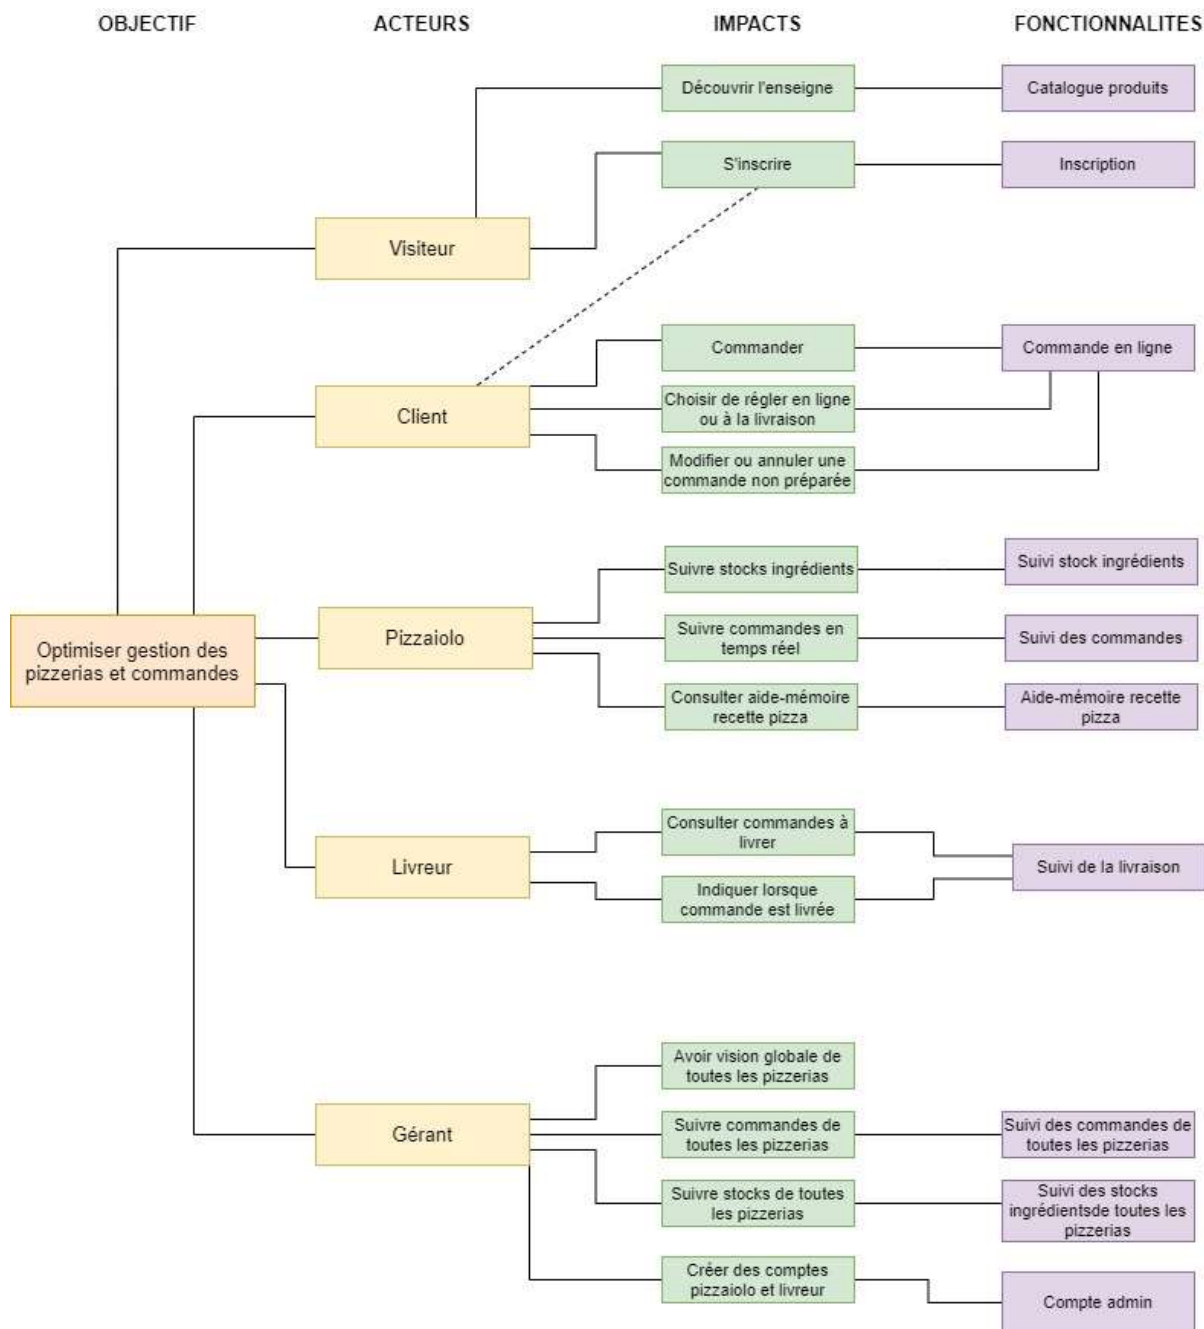 OBJECTIF
ACTEURS
IMPACTS
FONCTIONNALITES
Découvrir l'enseigne
Catalogue produits
S'inscrire
Inscription
Visiteur
Commander
Commande en ligne
Client
Choisir de régler en ligne
ou à la livraison
Modifier ou annuler une
commande non préparée
Suivre stocks ingrédients
Suivi stock ingrédients
Optimiser gestion des
pizzerias et commandes
Pizzaiolo
Suivre commandes en
temps réel
Suivi des commandes
Consulter aide-mémoire
recette pizza
Aide-mémoire recette
pizza
Consulter commandes à
livrer
Livreur
Suivi de la livraison
Indiquer lorsque
commande est livrée
Avoir vision globale de
toutes les pizzerias
Gérant
Suivre commandes de
toutes les pizzerias
Suivi des commandes de
toutes les pizzerias
Suivre stocks de toutes
les pizzerias
Suivi des stocks
ingrédientsde toutes les
pizzerias
Créer des comptes
pizzaiolo et livreur
Compte admin